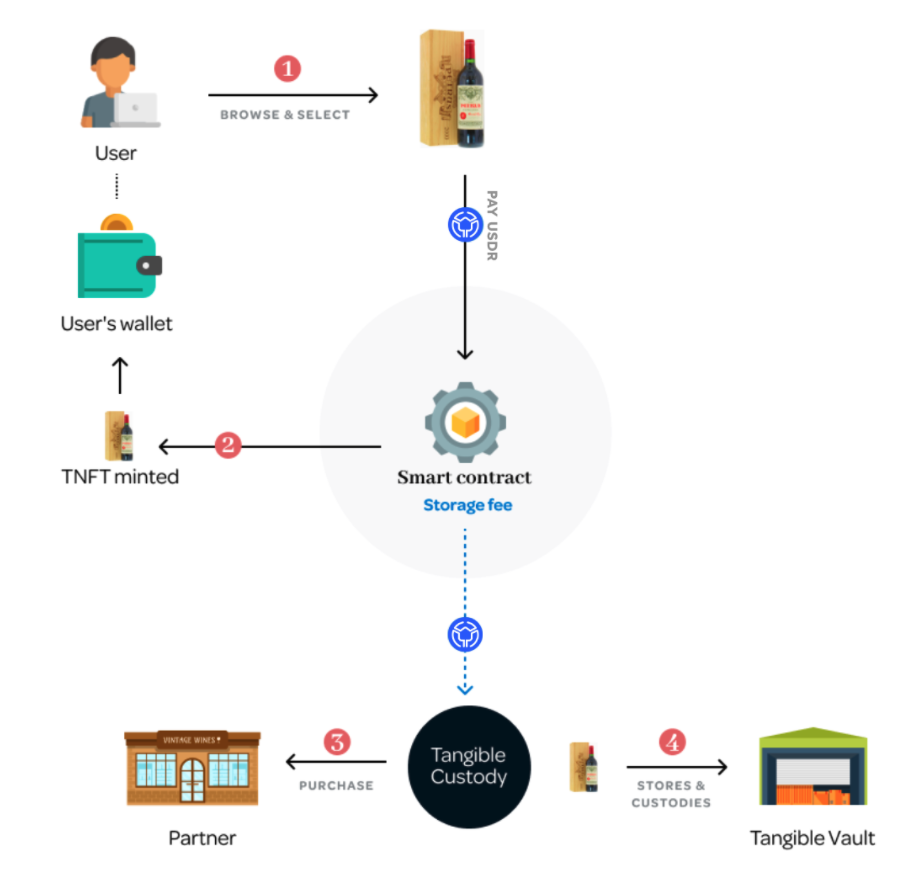 1
BROWSE & SELECT
User
PAY USDR
User's wallet
2
TNFT minted
Smart contract
Storage fee
VINTAGE WINES
3
PURCHASE
Tangible
Custody
4
STORES &
CUSTODIES
Partner
Tangible Vault